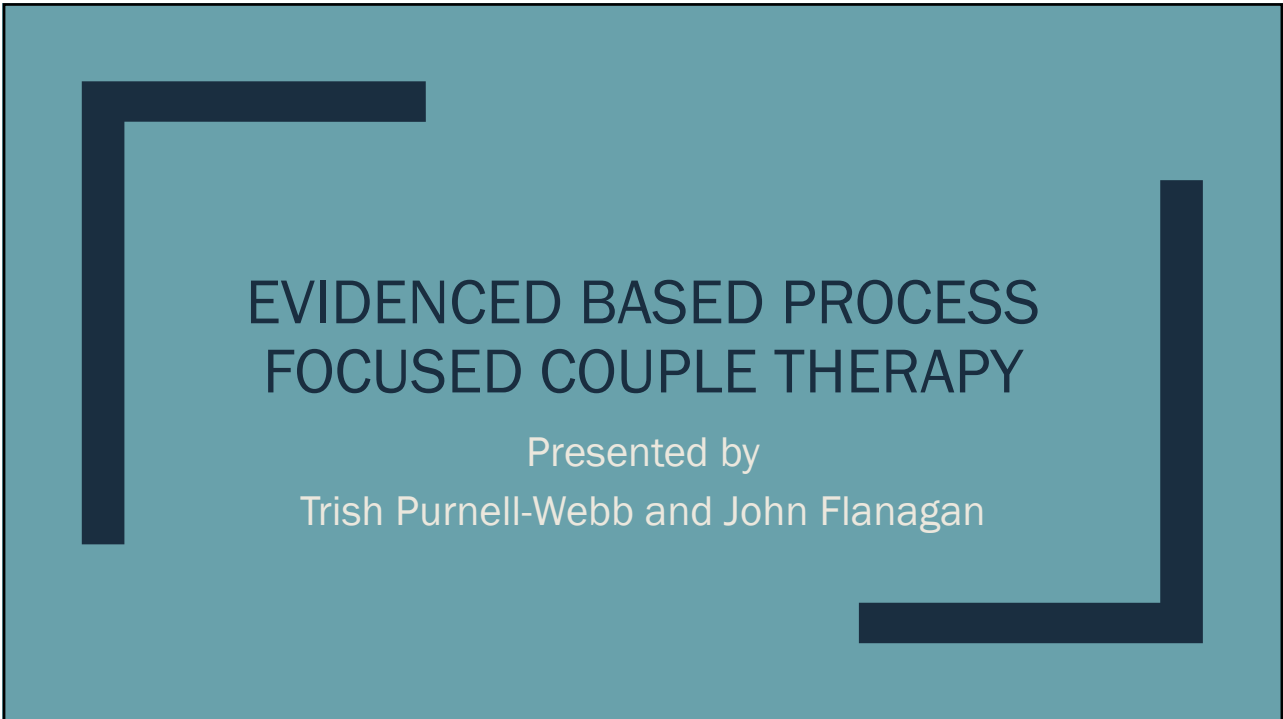 EVIDENCED BASED PROCESS
FOCUSED COUPLE THERAPY
Presented by
Trish Purnell-Webb and John Flanagan